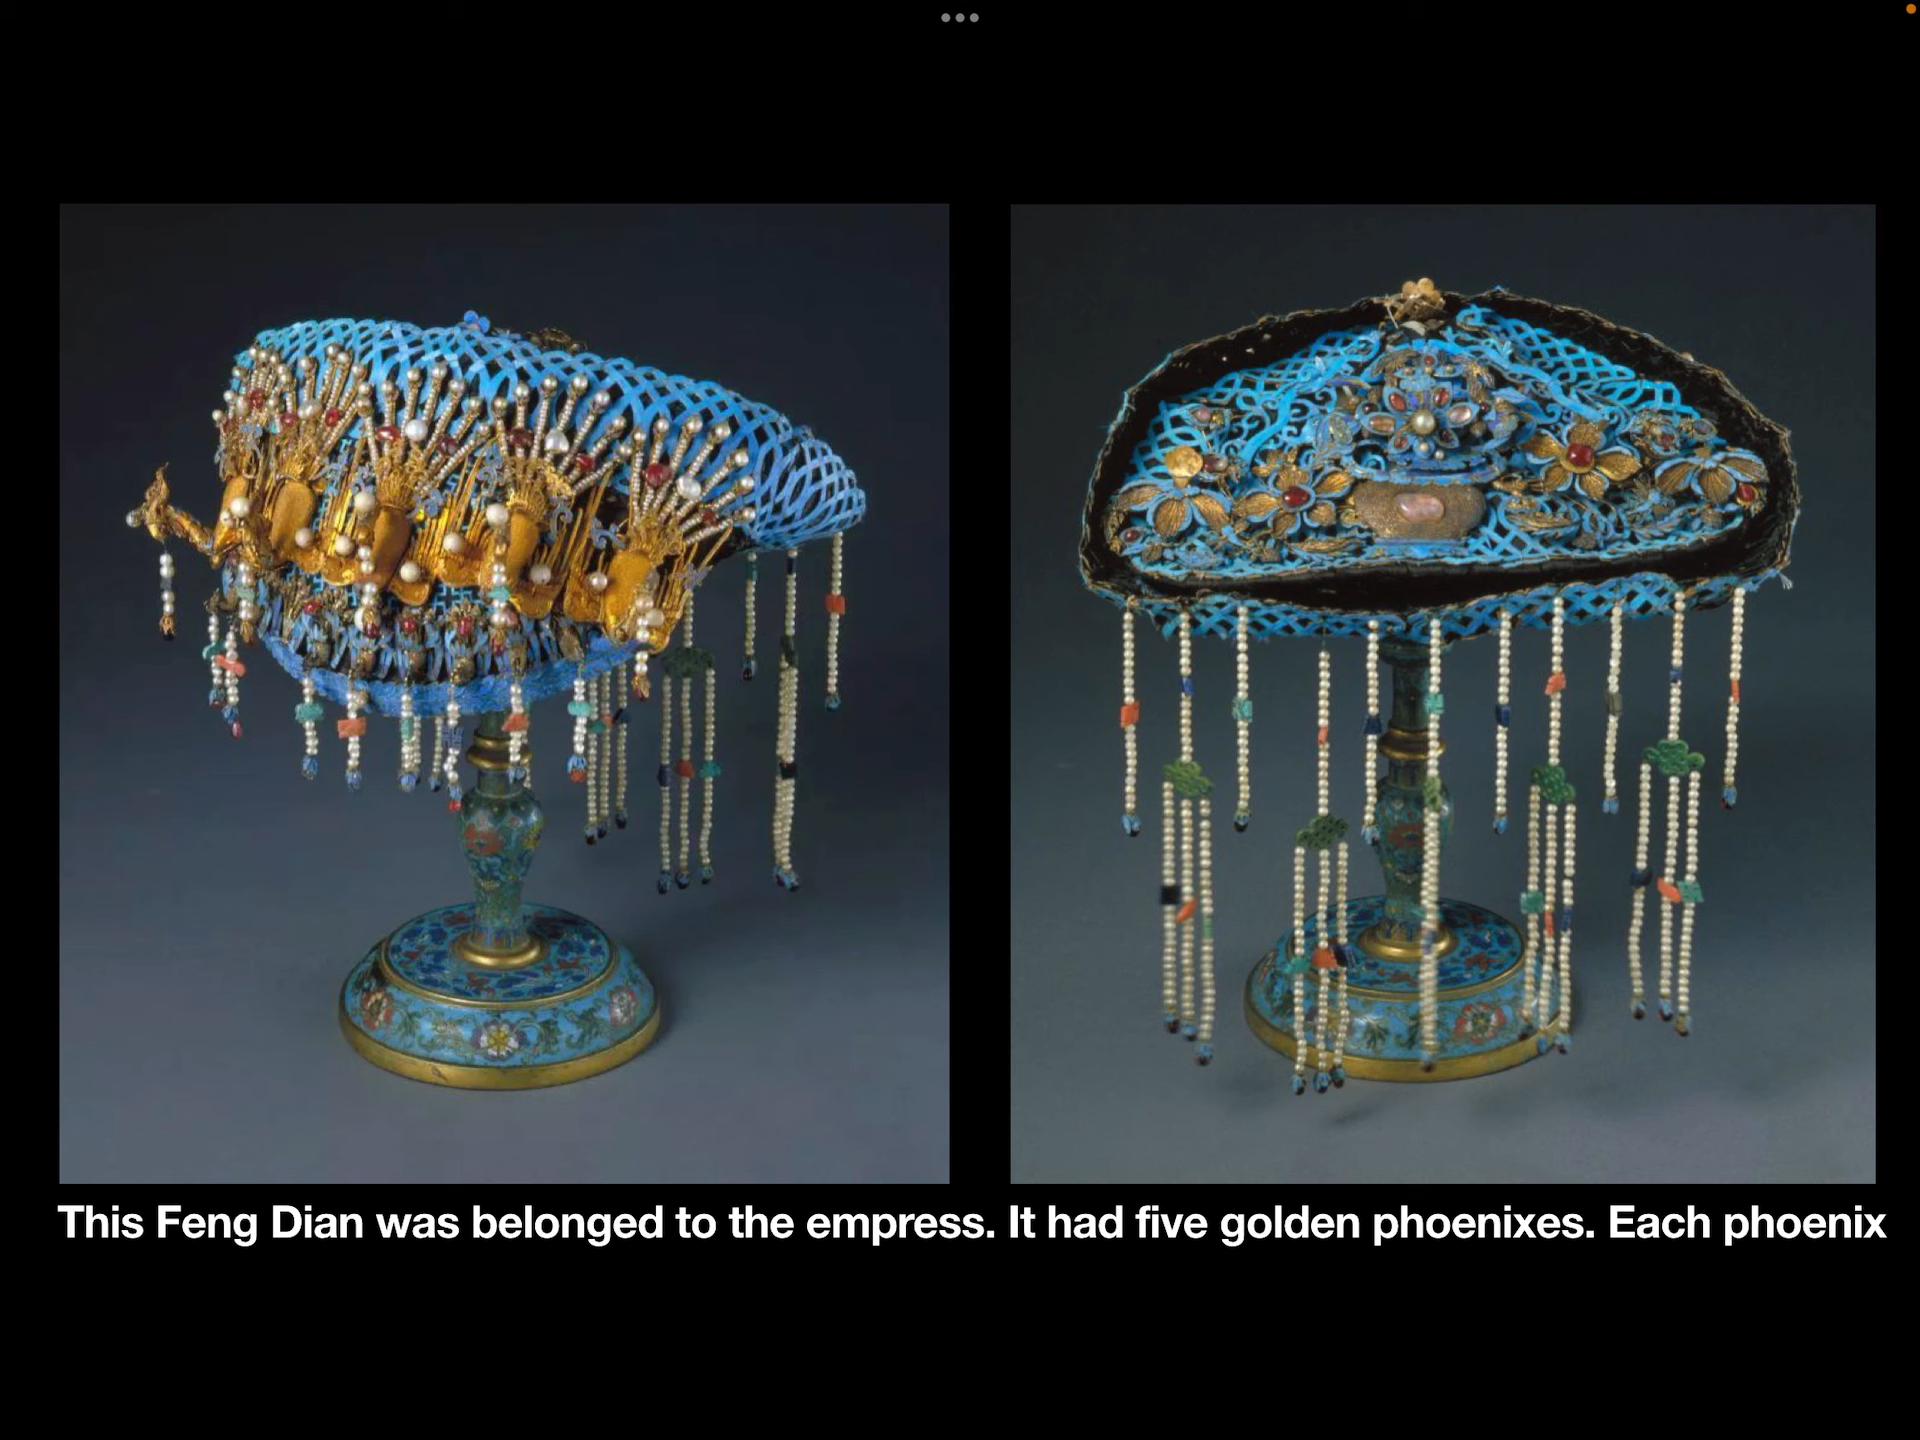 This Feng Dian was belonged to the empress. It had five golden phoenixes. Each phoenix